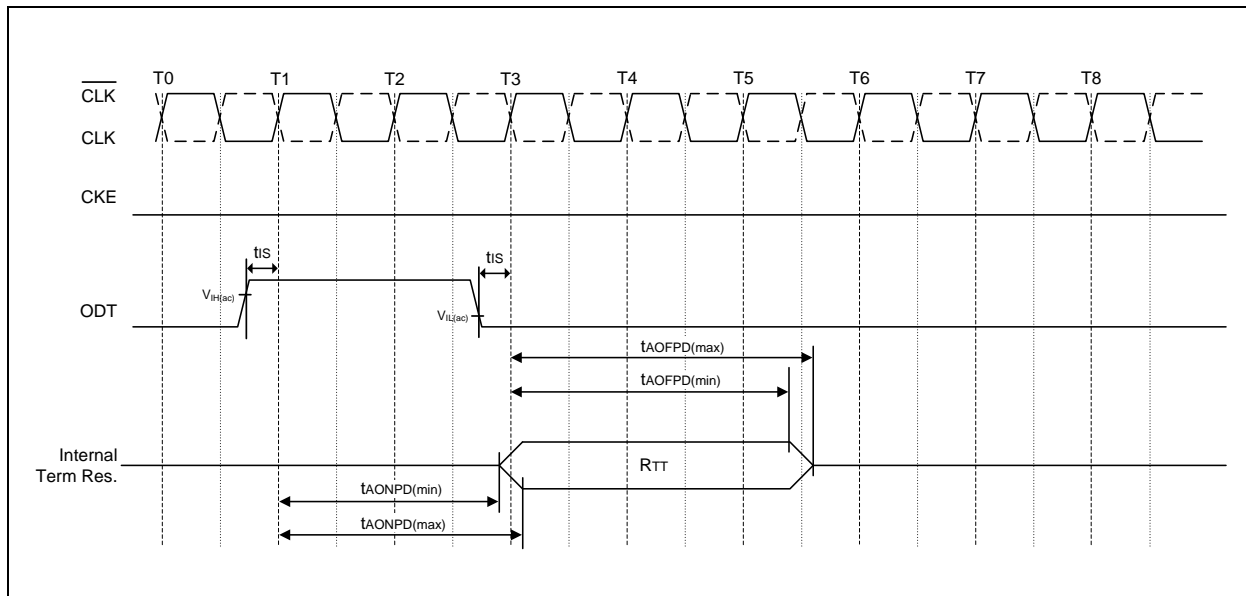 T0 T1 T2 T3 T4 T5 T6 T7 T8
CLK
CLK
CKE
tIS
tIS
VIH(ac)
ODT
VIL(ac)
tAOFPD(max)
tAOFPD(min)
Internal
Term Res.
RTT
tAONPD(min)
tAONPD(max)